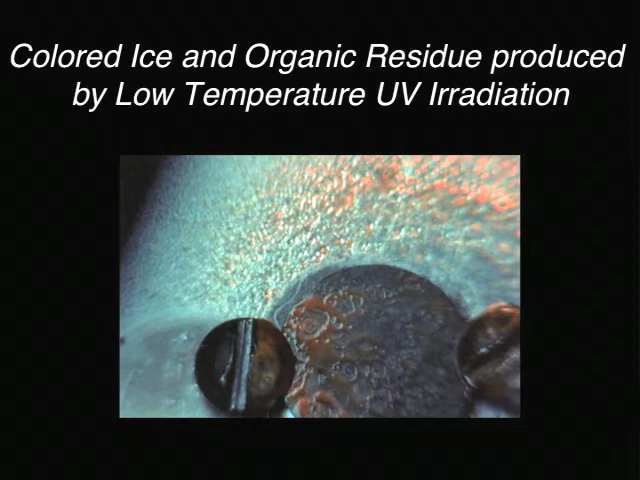 Colored Ice and Organic Residue produced
by Low Temperature UV Irradiation